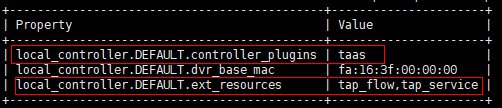 +----------------------------------------+----------------------+
| Property | Value |
+----------------------------------------+----------------------+
| local_controller.DEFAULT.controller_plugins | taas |
| local_controller.DEFAULT.dvr_base_mac | fa:16:3f:00:00:00 |
| local_controller.DEFAULT.ext_resources | tap_flow,tap_service |
+----------------------------------------+----------------------+